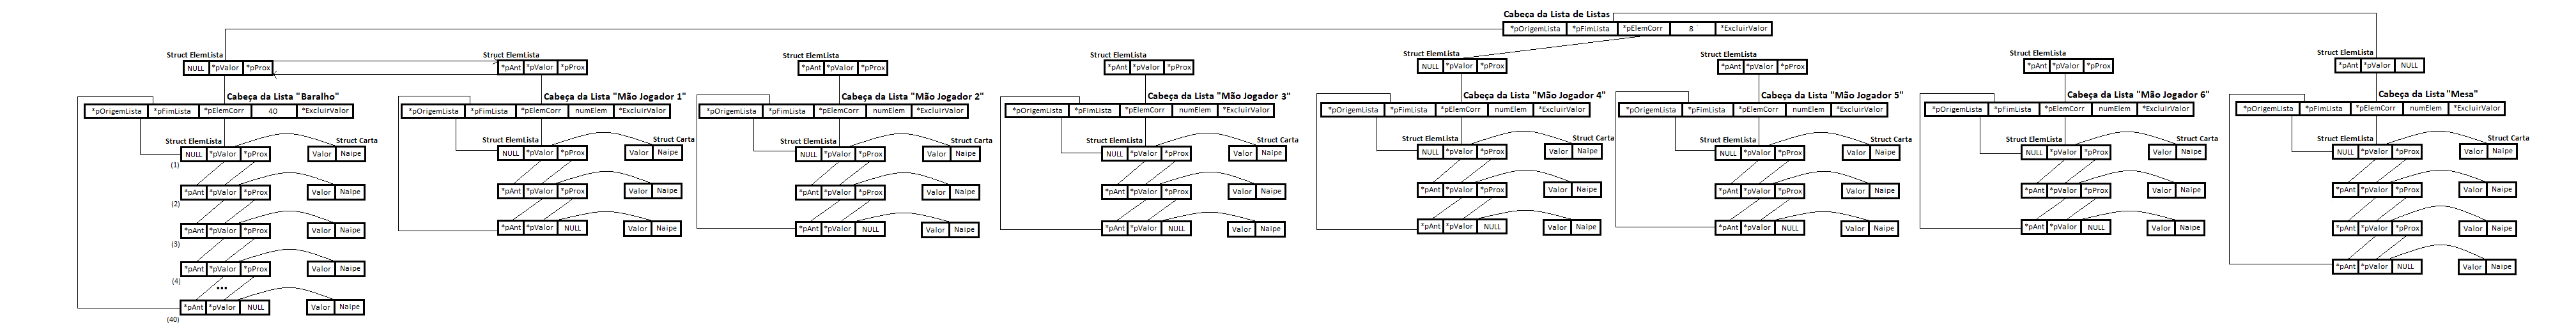 Cabeça da Lista de Listas
*pOrigemLista *pFimLista *pElemCorr 8 *ExcluirValor
Struct ElemLista
NULL *pValor *pProx
Cabeça da Lista "Baralho"
*pOrigemLista *pFimLista *pElemCorr 40 *ExcluirValor
Struct ElemLista Struct Carta
NULL *pValor *pProx Valor Naipe
(1)
*pAnt *pValor *pProx Valor Naipe
(2)
*pAnt *pValor *pProx Valor Naipe
(3)
*pAnt *pValor *pProx Valor Naipe
(4)
...
*pAnt *pValor NULL Valor Naipe
(40)
Struct ElemLista
*pAnt *pValor *pProx
Cabeça da Lista "Mão Jogador 1"
*pOrigemLista *pFimLista *pElemCorr numElem *ExcluirValor
Struct ElemLista Struct Carta
NULL *pValor *pProx Valor Naipe
*pAnt *pValor *pProx Valor Naipe
*pAnt *pValor NULL Valor Naipe
Struct ElemLista
*pAnt *pValor *pProx
Cabeça da Lista "Mão Jogador 2"
*pOrigemLista *pFimLista *pElemCorr numElem *ExcluirValor
Struct ElemLista Struct Carta
NULL *pValor *pProx Valor Naipe
*pAnt *pValor *pProx Valor Naipe
*pAnt *pValor NULL Valor Naipe
Struct ElemLista
*pAnt *pValor *pProx
Cabeça da Lista "Mão Jogador 3"
*pOrigemLista *pFimLista *pElemCorr numElem *ExcluirValor
Struct ElemLista Struct Carta
NULL *pValor *pProx Valor Naipe
*pAnt *pValor *pProx Valor Naipe
*pAnt *pValor NULL Valor Naipe
Struct ElemLista
NULL *pValor *pProx
Cabeça da Lista "Mão Jogador 4"
*pOrigemLista *pFimLista *pElemCorr numElem *ExcluirValor
Struct ElemLista Struct Carta
NULL *pValor *pProx Valor Naipe
*pAnt *pValor *pProx Valor Naipe
*pAnt *pValor NULL Valor Naipe
Struct ElemLista
*pAnt *pValor *pProx
Cabeça da Lista "Mão Jogador 5"
*pOrigemLista *pFimLista *pElemCorr numElem *ExcluirValor
Struct ElemLista Struct Carta
NULL *pValor *pProx Valor Naipe
*pAnt *pValor *pProx Valor Naipe
*pAnt *pValor NULL Valor Naipe
Struct ElemLista
*pAnt *pValor *pProx
Cabeça da Lista "Mão Jogador 6"
*pOrigemLista *pFimLista *pElemCorr numElem *ExcluirValor
Struct ElemLista Struct Carta
NULL *pValor *pProx Valor Naipe
*pAnt *pValor *pProx Valor Naipe
*pAnt *pValor NULL Valor Naipe
Struct ElemLista
*pAnt *pValor NULL
Cabeça da Lista "Mesa"
*pOrigemLista *pFimLista *pElemCorr numElem *ExcluirValor
Struct ElemLista Struct Carta
NULL *pValor *pProx Valor Naipe
*pAnt *pValor *pProx Valor Naipe
*pAnt *pValor *pProx Valor Naipe
*pAnt *pValor NULL Valor Naipe